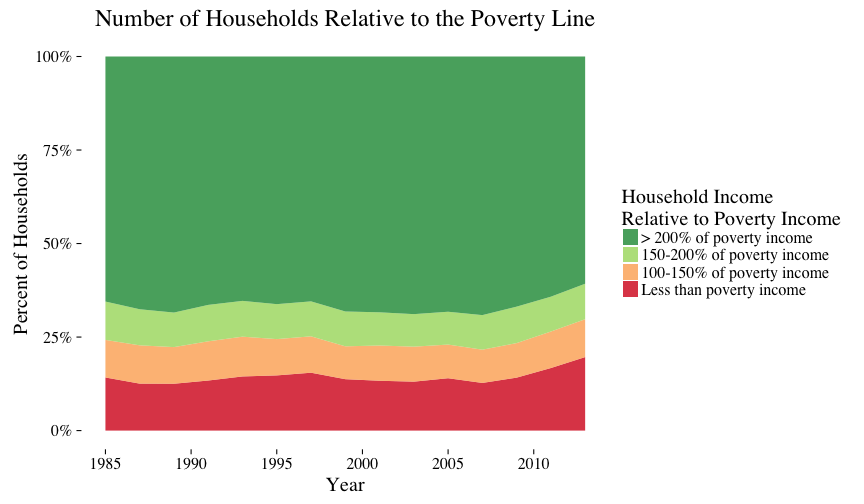 Number of Households Relative to the Poverty Line
100%
75%
50%
25%
0%
Percent of Households
1985
1990
1995
2000
2005
2010
Year
Household Income
Relative to Poverty Income
> 200% of poverty income
150-200% of poverty income
100-150% of poverty income
Less than poverty income